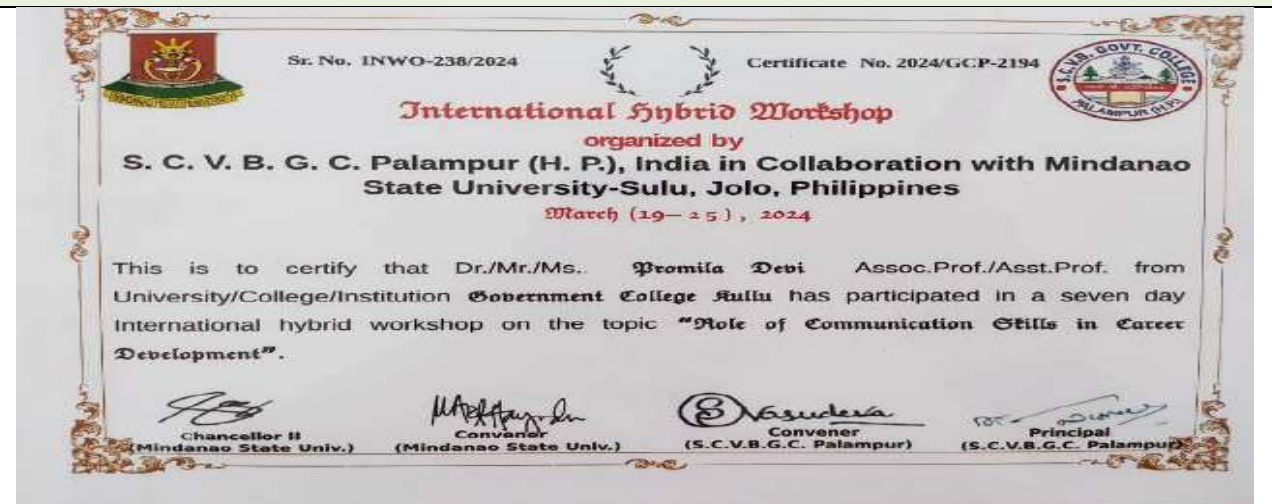 Sr. No. INWO-238/2024
Certificate No. 2024/GCP-2194
S.C.V.B. GOVT. COLLEGE
PALAMPUR (H.P.)
International Hybrid Workshop
organized by
S. C. V. B. G. C. Palampur (H. P.), India in Collaboration with Mindanao
State University-Sulu, Jolo, Philippines
March (19–25), 2024
This is to certify that Dr./Mr./Ms.. Promila Devi Assoc.Prof./Asst.Prof. from
University/College/Institution Government College Kullu has participated in a seven day
International hybrid workshop on the topic "Role of Communication Skills in Career
Development".
Vasudeva
Chancellor II
(Mindanao State Univ.)
Convener
(Mindanao State Univ.)
Convener
(S.C.V.B.G.C. Palampur)
Principal
(S.C.V.B.G.C. Palampur)